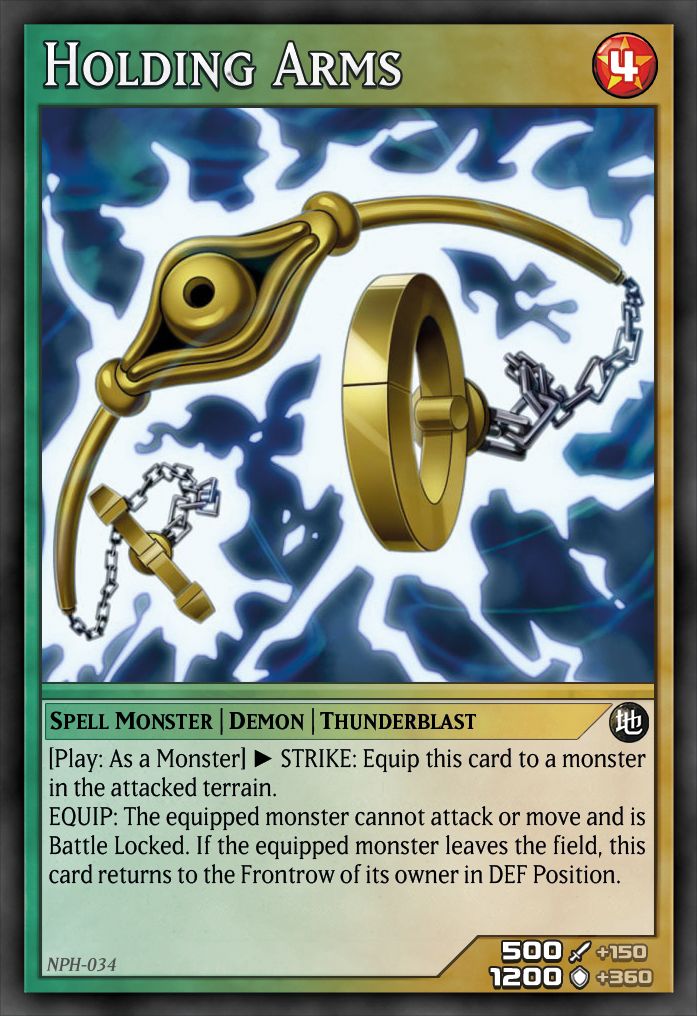 HOLDING ARMS
4
SPELL MONSTER | DEMON | THUNDERBLAST
地
[Play: As a Monster] ► STRIKE: Equip this card to a monster
in the attacked terrain.
EQUIP: The equipped monster cannot attack or move and is
Battle Locked. If the equipped monster leaves the field, this
card returns to the Frontrow of its owner in DEF Position.
500 +150
NPH-034
1200 +360